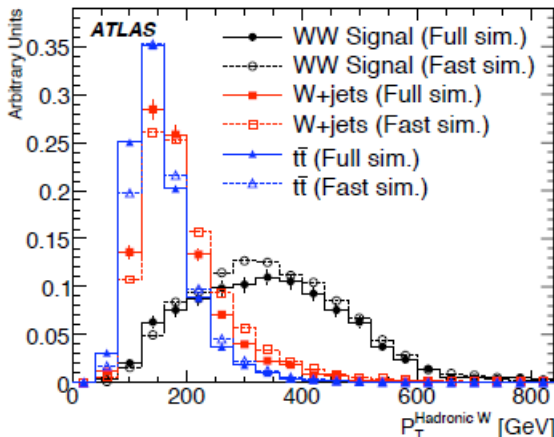 ATLAS
Arbitrary Units
WW Signal (Full sim.)
WW Signal (Fast sim.)
W+jets (Full sim.)
W+jets (Fast sim.)
tt̄ (Full sim.)
tt̄ (Fast sim.)
0.35
0.3
0.25
0.2
0.15
0.1
0.05
0
0 200 400 600 800
P_T^Hadronic W [GeV]